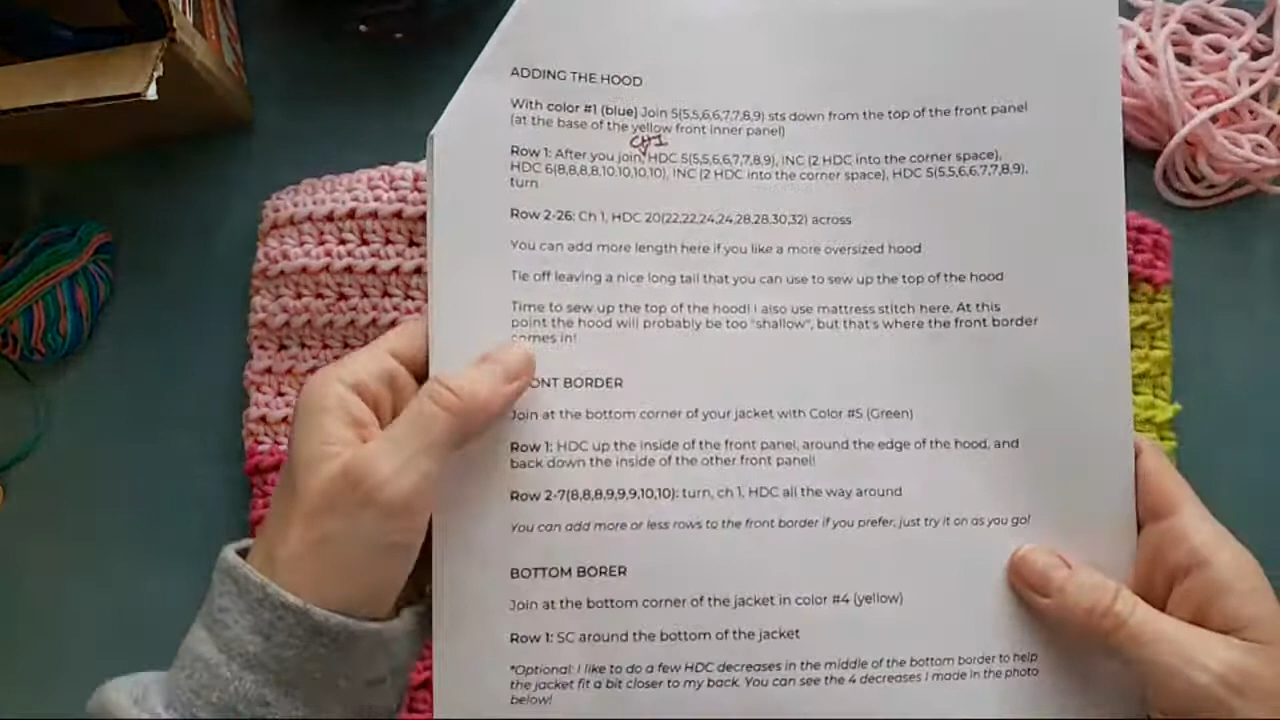 ADDING THE HOOD
With color #1 (blue) Join 5(5,5,6,6,7,7,8,9) sts down from the top of the front panel
(at the base of the yellow front inner panel)
CH 1
Row 1: After you join, HDC 5(5,5,6,6,7,7,8,9), INC (2 HDC into the corner space),
HDC 6(8,8,8,8,10,10,10,10), INC (2 HDC into the corner space), HDC 5(5,5,6,6,7,7,8,9),
turn
Row 2-26: Ch 1, HDC 20(22,22,24,24,28,28,30,32) across
You can add more length here if you like a more oversized hood
Tie off leaving a nice long tail that you can use to sew up the top of the hood
Time to sew up the top of the hood! I also use mattress stitch here. At this
point the hood will probably be too "shallow", but that's where the front border
comes in!
ONT BORDER
Join at the bottom corner of your jacket with Color #5 (Green)
Row 1: HDC up the inside of the front panel, around the edge of the hood, and
back down the inside of the other front panel!
Row 2-7(8,8,8,9,9,9,10,10): turn, ch 1, HDC all the way around
You can add more or less rows to the front border if you prefer, just try it on as you go!
BOTTOM BORER
Join at the bottom corner of the jacket in color #4 (yellow)
Row 1: SC around the bottom of the jacket
*Optional: I like to do a few HDC decreases in the middle of the bottom border to help
the jacket fit a bit closer to my back. You can see the 4 decreases I made in the photo
below!